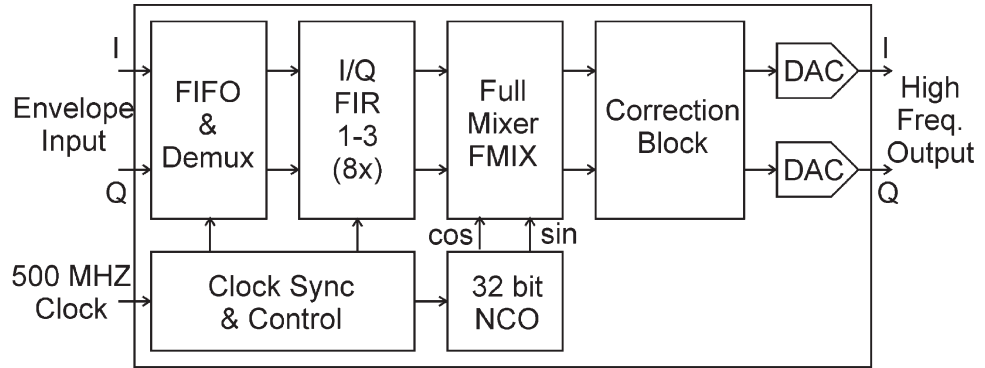 I
Envelope
Input
Q
500 MHZ
Clock
FIFO
&
Demux
I/Q
FIR
1-3
(8x)
Full
Mixer
FMIX
Correction
Block
DAC
DAC
I
High
Freq.
Output
Q
cos
sin
Clock Sync
& Control
32 bit
NCO